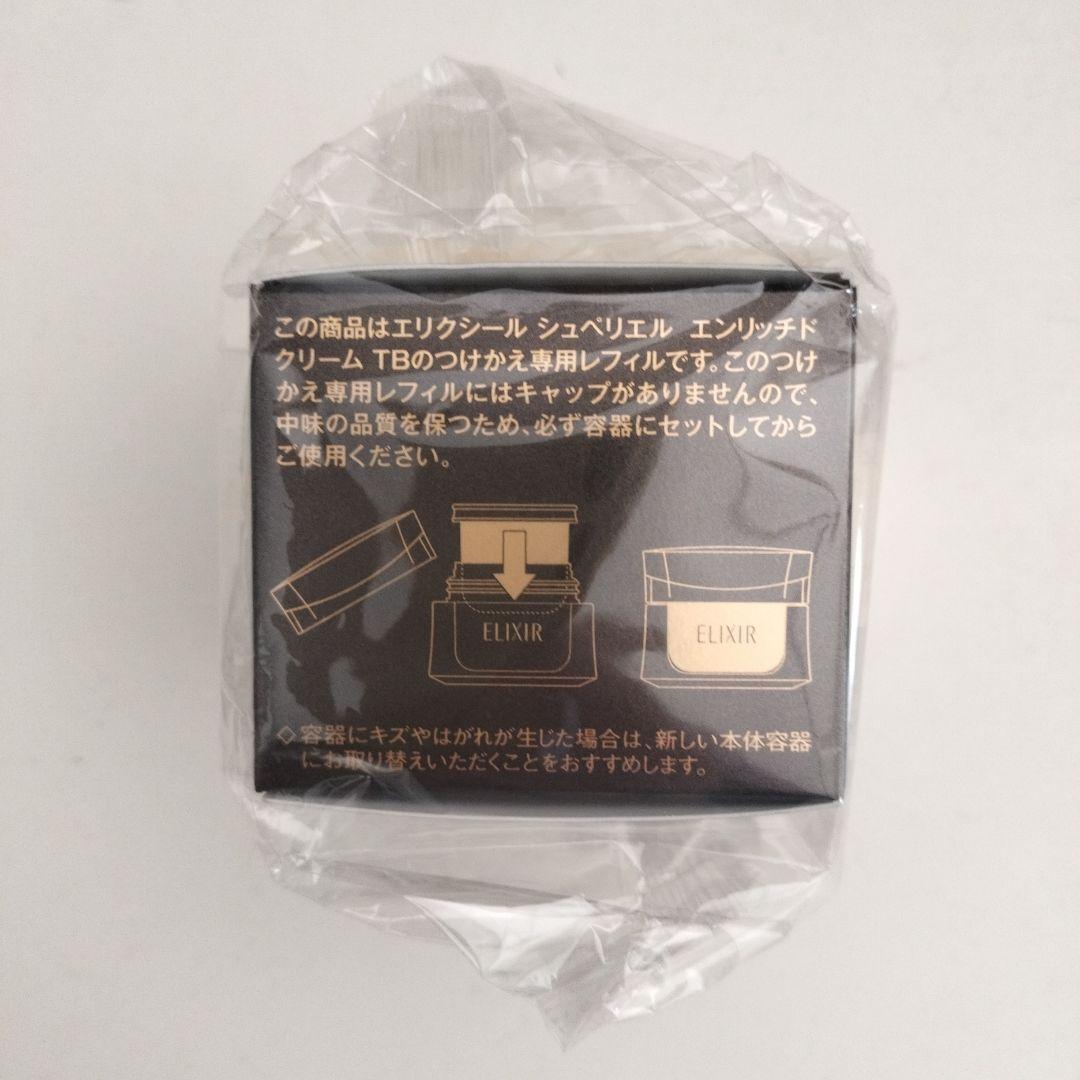 この商品はエリクシール シュペリエル エンリッチド
クリーム TBのつけかえ専用レフィルです。このつけ
かえ専用レフィルにはキャップがありませんので、
中味の品質を保つため、必ず容器にセットしてから
ご使用ください。
ELIXIR
ELIXIR
◇容器にキズやはがれが生じた場合は、新しい本体容器
にお取り替えいただくことをおすすめします。